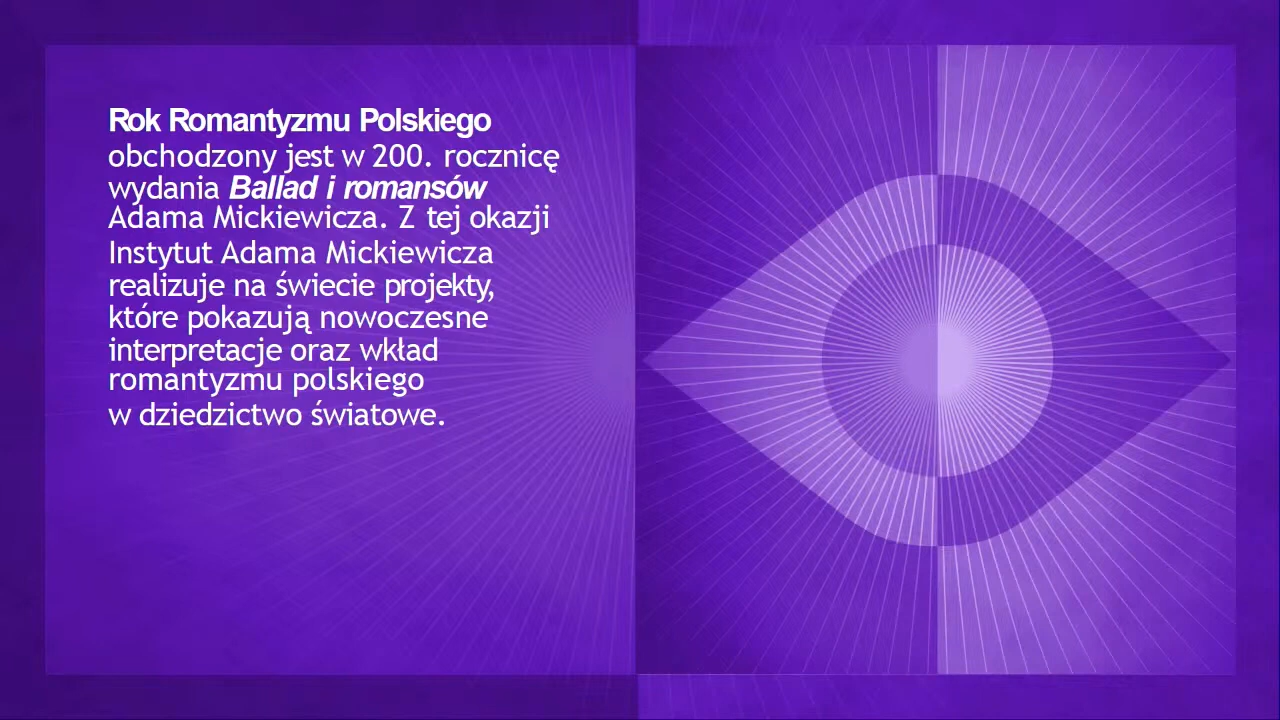 Rok Romantyzmu Polskiego
obchodzony jest w 200. rocznicę
wydania Ballad i romansów
Adama Mickiewicza. Z tej okazji
Instytut Adama Mickiewicza
realizuje na świecie projekty,
które pokazują nowoczesne
interpretacje oraz wkład
romantyzmu polskiego
w dziedzictwo światowe.